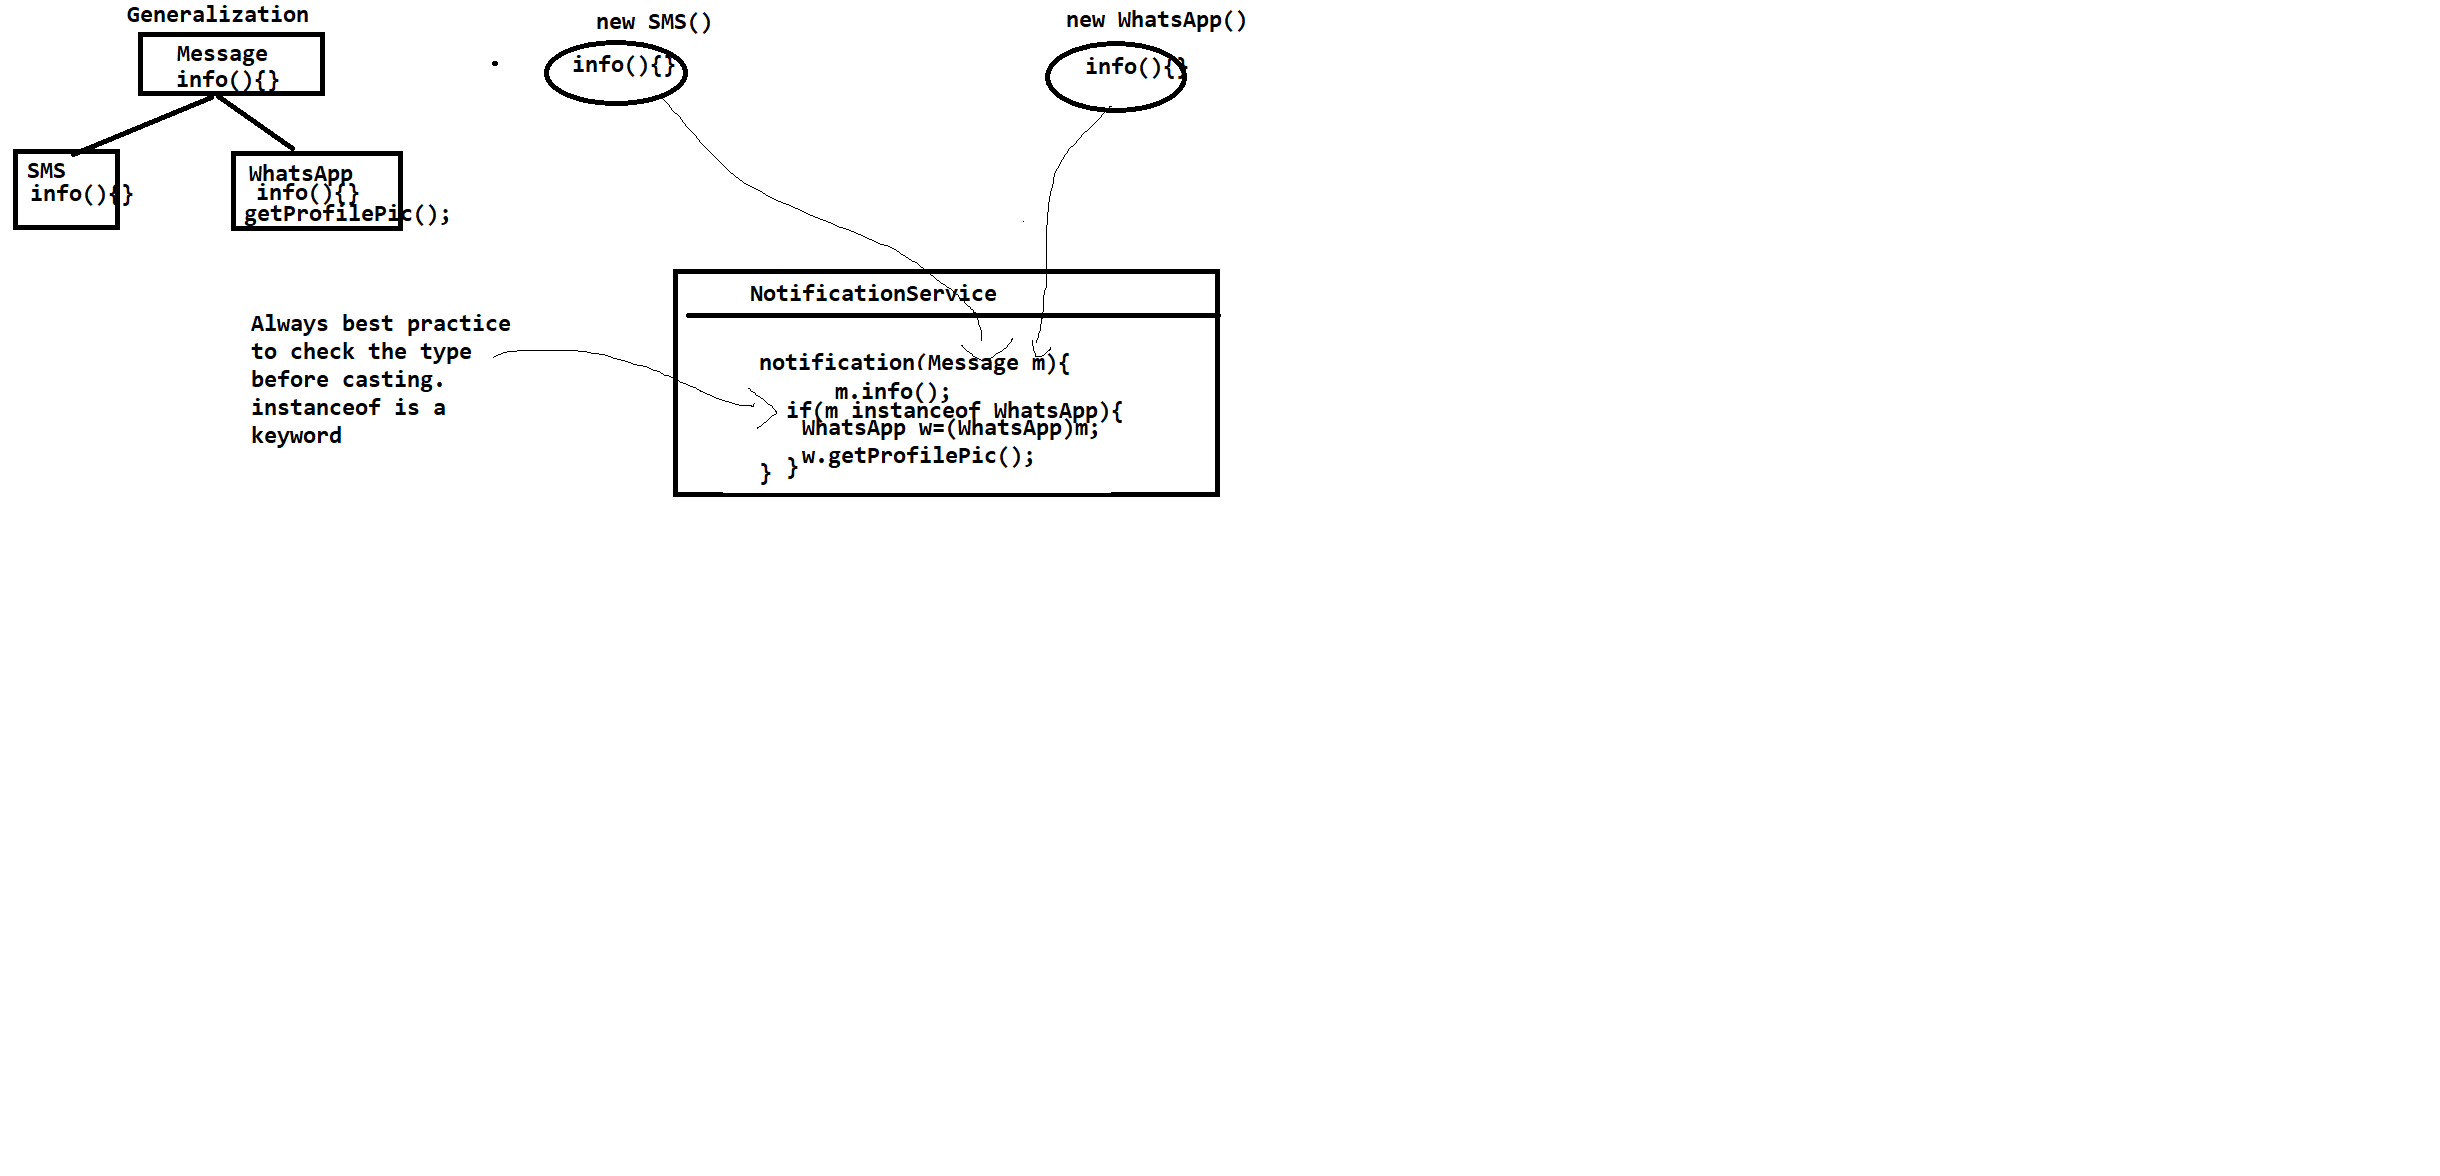 Generalization
Message
info(){}
SMS
info(){}
WhatsApp
info(){}
getProfilePic();
new SMS()
info(){}
new WhatsApp()
info(){}
Always best practice
to check the type
before casting.
instanceof is a
keyword
NotificationService
notification(Message m){
m.info();
if(m instanceof WhatsApp){
WhatsApp w=(WhatsApp)m;
w.getProfilePic();
}
}